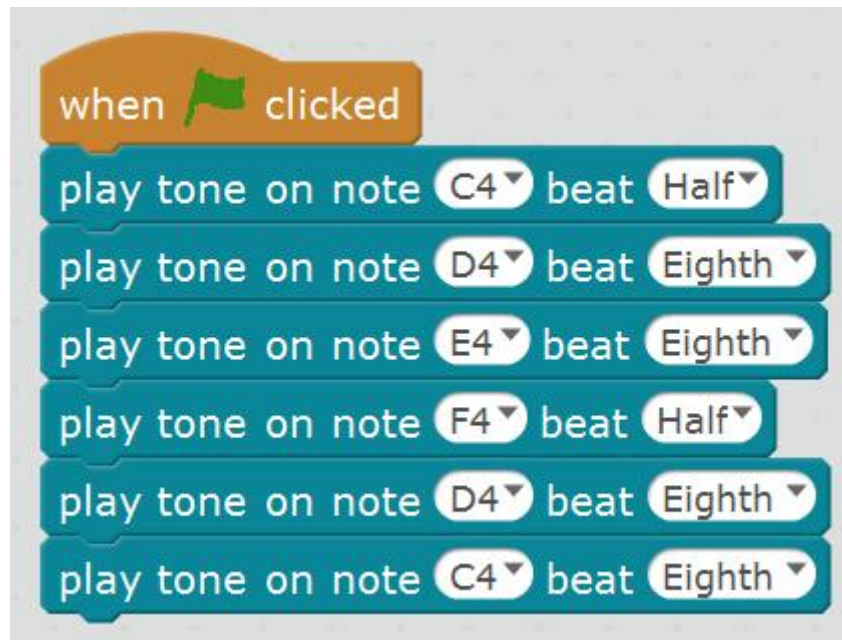 when clicked
play tone on note C4 beat Half
play tone on note D4 beat Eighth
play tone on note E4 beat Eighth
play tone on note F4 beat Half
play tone on note D4 beat Eighth
play tone on note C4 beat Eighth